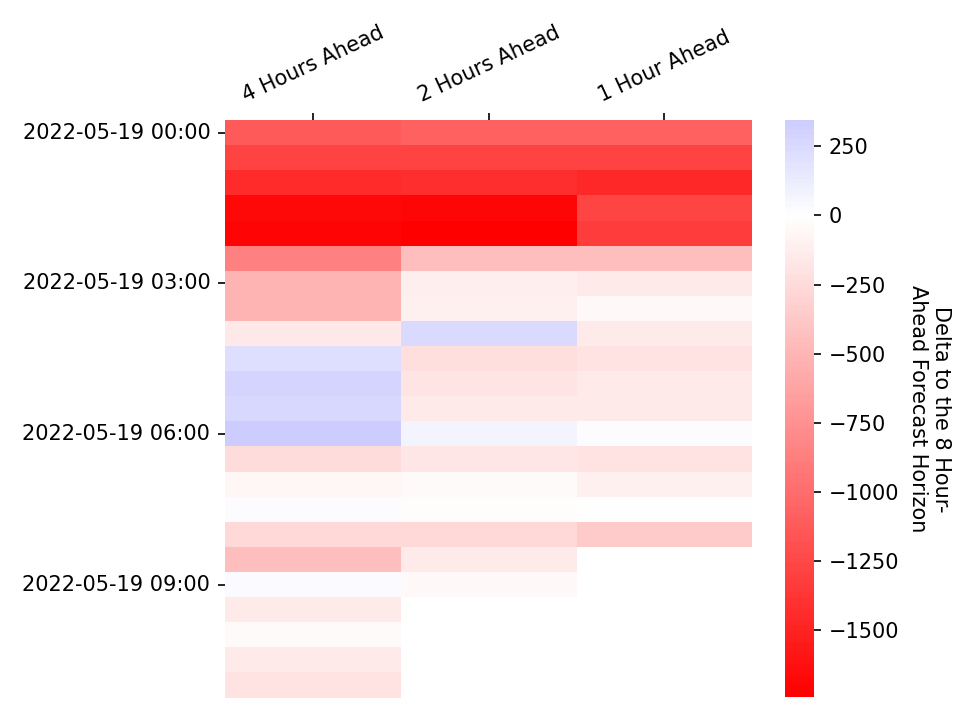 4 Hours Ahead
2 Hours Ahead
1 Hour Ahead
2022-05-19 00:00
2022-05-19 03:00
2022-05-19 06:00
2022-05-19 09:00
250
0
−250
−500
−750
−1000
−1250
−1500
Delta to the 8 Hour-
Ahead Forecast Horizon